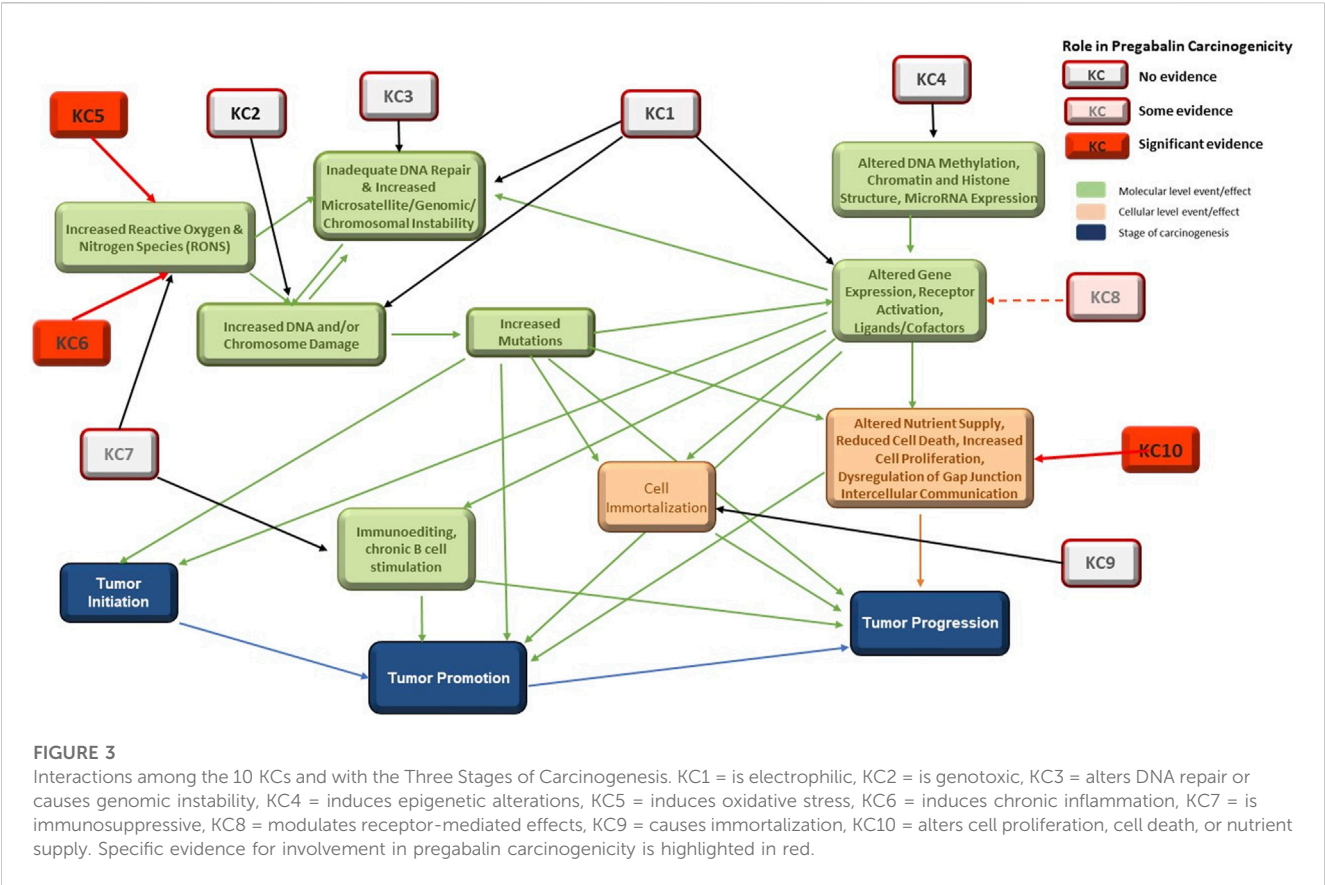 Role in Pregabalin Carcinogenicity
KC No evidence
KC Some evidence
KC Significant evidence
Molecular level event/effect
Cellular level event/effect
Stage of carcinogenesis
KC5
KC2
KC3
KC1
KC4
Inadequate DNA Repair
& Increased
Microsatellite/Genomic/
Chromosomal Instability
Altered DNA Methylation,
Chromatin and Histone
Structure, MicroRNA Expression
Increased Reactive Oxygen &
Nitrogen Species (RONS)
Altered Gene
Expression, Receptor
Activation,
Ligands/Cofactors
KC8
KC6
Increased DNA and/or
Chromosome Damage
Increased
Mutations
KC7
Altered Nutrient Supply,
Reduced Cell Death, Increased
Cell Proliferation,
Dysregulation of Gap Junction
Intercellular Communication
KC10
Cell
Immortalization
Immunoediting,
chronic B cell
stimulation
KC9
Tumor
Initiation
Tumor Progression
Tumor Promotion
FIGURE 3
Interactions among the 10 KCs and with the Three Stages of Carcinogenesis. KC1 = is electrophilic, KC2 = is genotoxic, KC3 = alters DNA repair or
causes genomic instability, KC4 = induces epigenetic alterations, KC5 = induces oxidative stress, KC6 = induces chronic inflammation, KC7 = is
immunosuppressive, KC8 = modulates receptor-mediated effects, KC9 = causes immortalization, KC10 = alters cell proliferation, cell death, or nutrient
supply. Specific evidence for involvement in pregabalin carcinogenicity is highlighted in red.